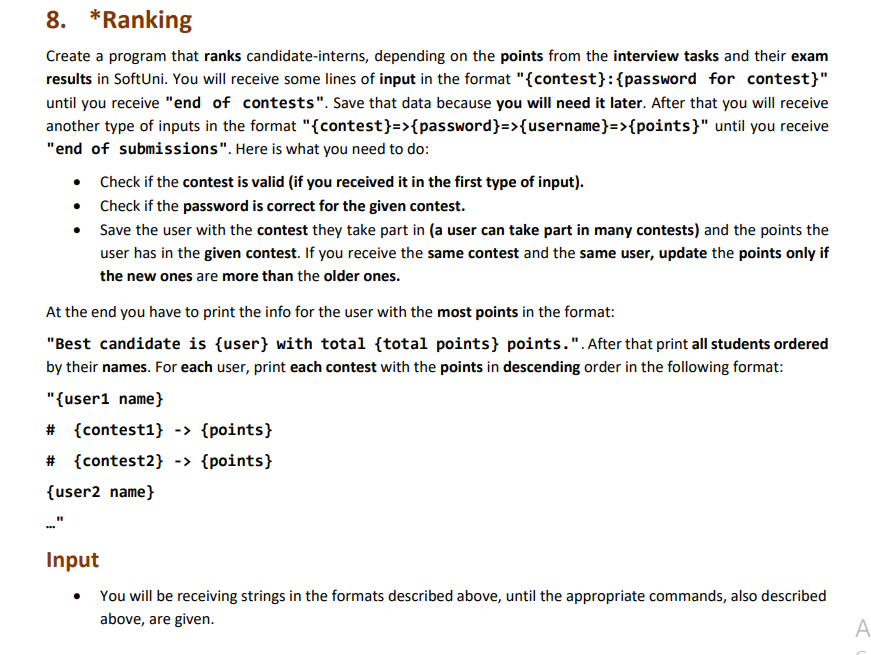 8. *Ranking
Create a program that ranks candidate-interns, depending on the points from the interview tasks and their exam
results in SoftUni. You will receive some lines of input in the format "{contest}:{password for contest}"
until you receive "end of contests". Save that data because you will need it later. After that you will receive
another type of inputs in the format "{contest}=>{password}=>{username}=>{points}" until you receive
"end of submissions". Here is what you need to do:
• Check if the contest is valid (if you received it in the first type of input).
• Check if the password is correct for the given contest.
• Save the user with the contest they take part in (a user can take part in many contests) and the points the
user has in the given contest. If you receive the same contest and the same user, update the points only if
the new ones are more than the older ones.
At the end you have to print the info for the user with the most points in the format:
"Best candidate is {user} with total {total points} points.". After that print all students ordered
by their names. For each user, print each contest with the points in descending order in the following format:
"{user1 name}
# {contest1} -> {points}
# {contest2} -> {points}
{user2 name}
…"
Input
• You will be receiving strings in the formats described above, until the appropriate commands, also described
above, are given.
A